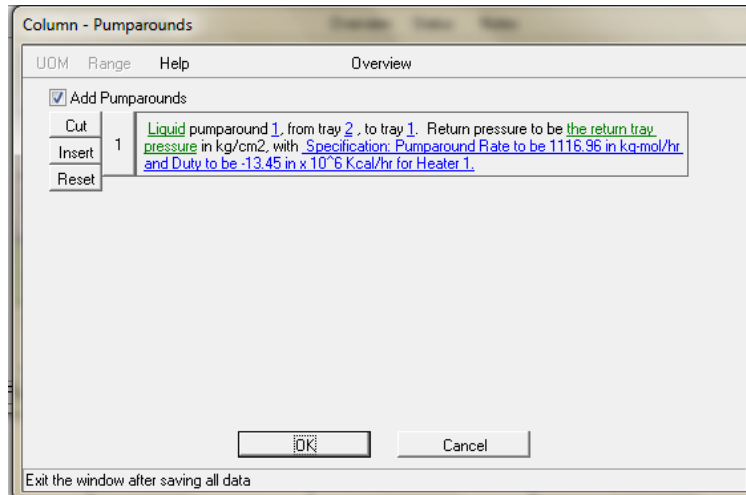 Column - Pumparounds
UOM Range Help Overview
Add Pumparounds
Cut
Insert
Reset
1
Liquid pumparound 1, from tray 2 , to tray 1. Return pressure to be the return tray
pressure in kg/cm2, with Specification: Pumparound Rate to be 1116.96 in kg-mol/hr
and Duty to be -13.45 in x 10^6 Kcal/hr for Heater 1.
OK Cancel
Exit the window after saving all data